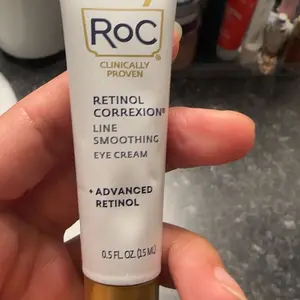 RoC®
CLINICALLY
PROVEN
RETINOL
CORREXION®
LINE
SMOOTHING
EYE CREAM
+ ADVANCED
RETINOL
0.5 FL. OZ. (15 ML)